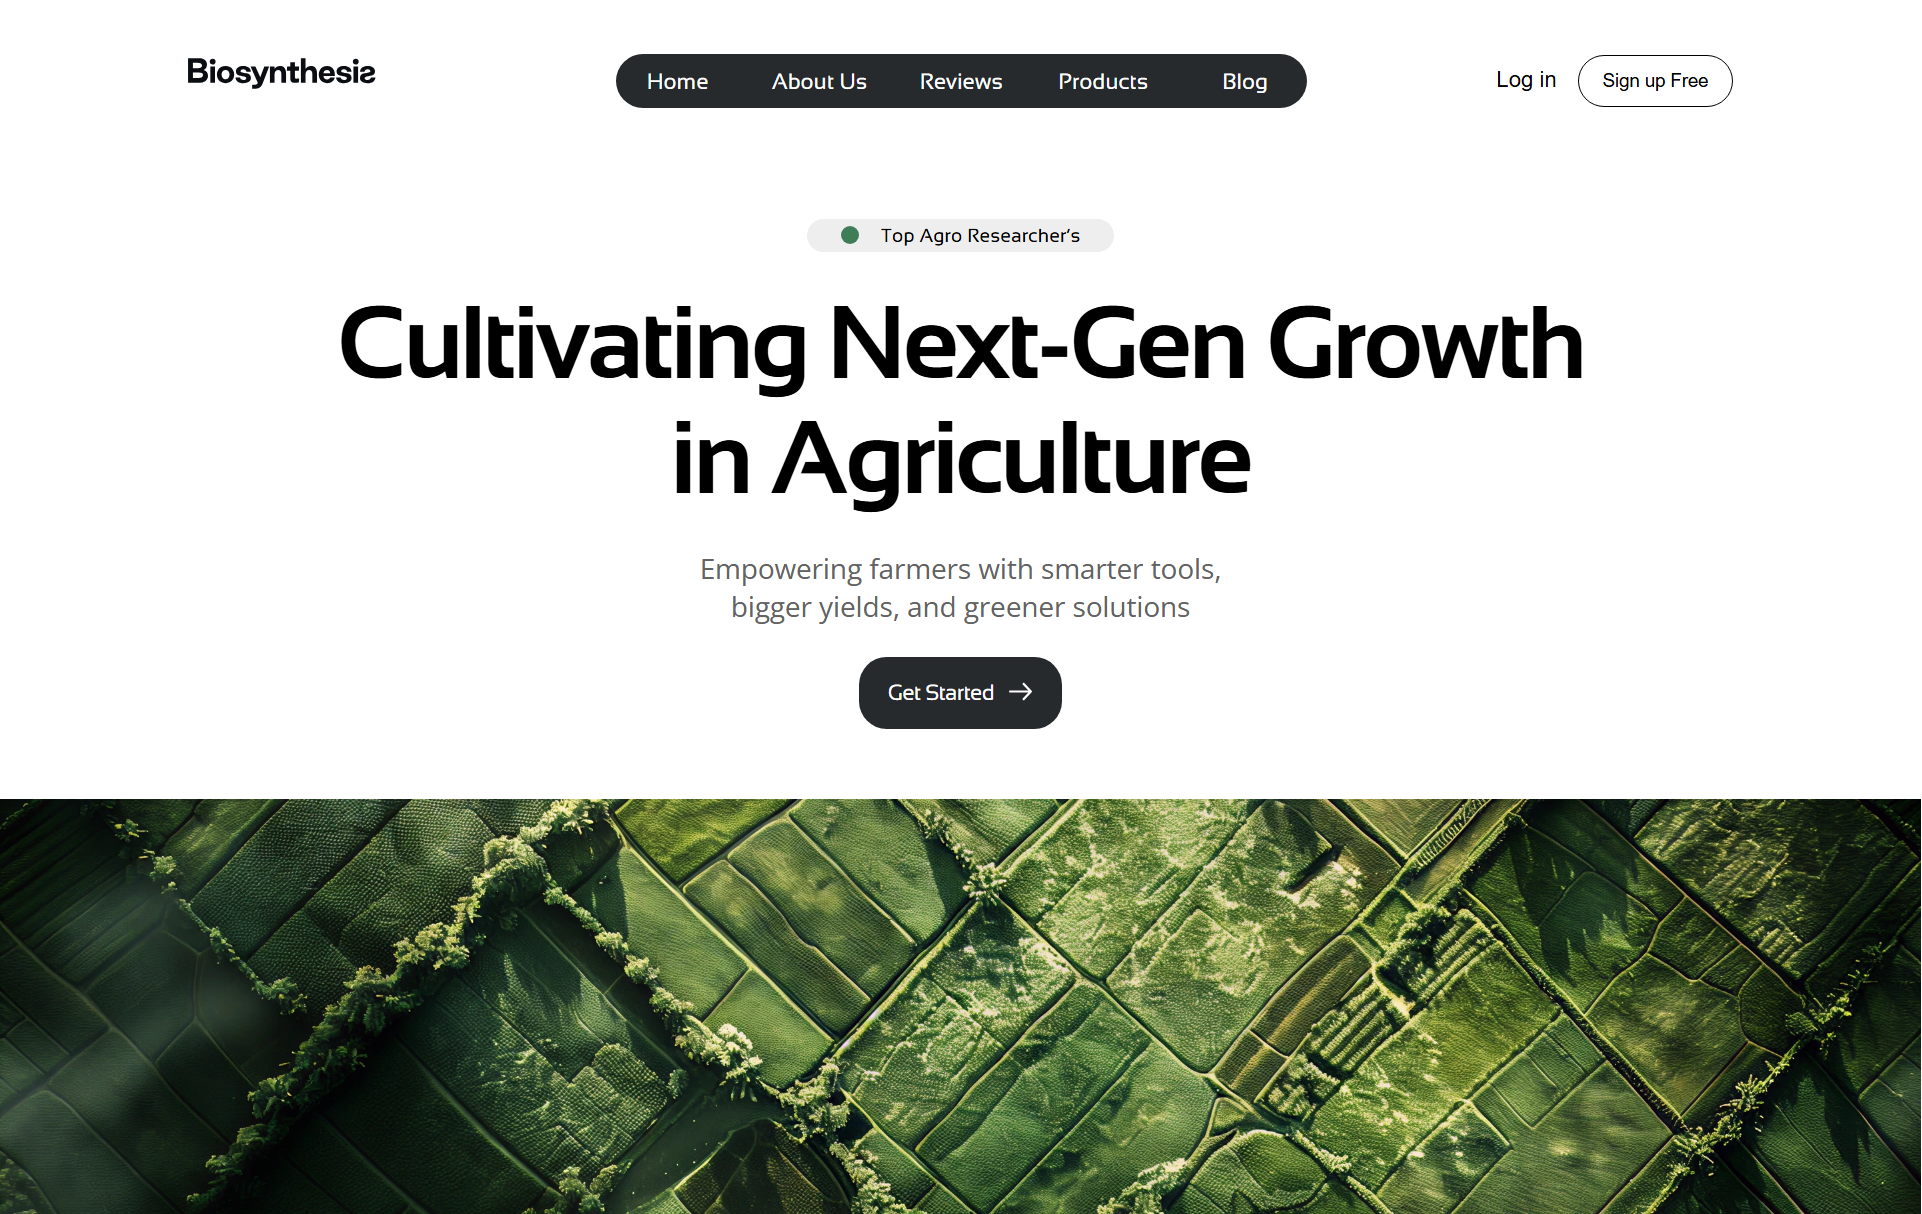 Biosynthesis
Home About Us Reviews Products Blog
Log in Sign up Free
Top Agro Researcher's
Cultivating Next-Gen Growth
in Agriculture
Empowering farmers with smarter tools,
bigger yields, and greener solutions
Get Started